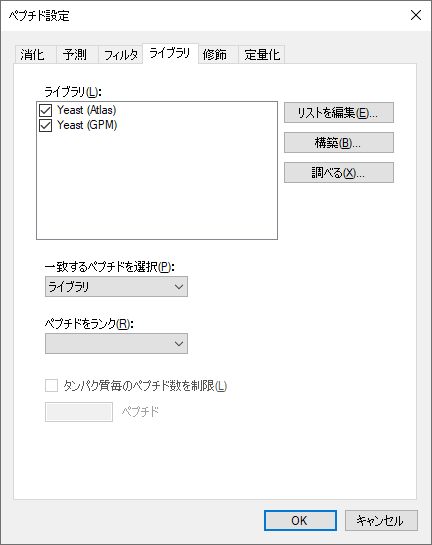 ペプチド設定
消化 予測 フィルタ ライブラリ 修飾 定量化
ライブラリ(L):
Yeast (Atlas)
Yeast (GPM)
リストを編集(E)...
構築(B)...
調べる(X)...
一致するペプチドを選択(P):
ライブラリ
ペプチドをランク(R):
タンパク質毎のペプチド数を制限(L)
ペプチド
OK キャンセル